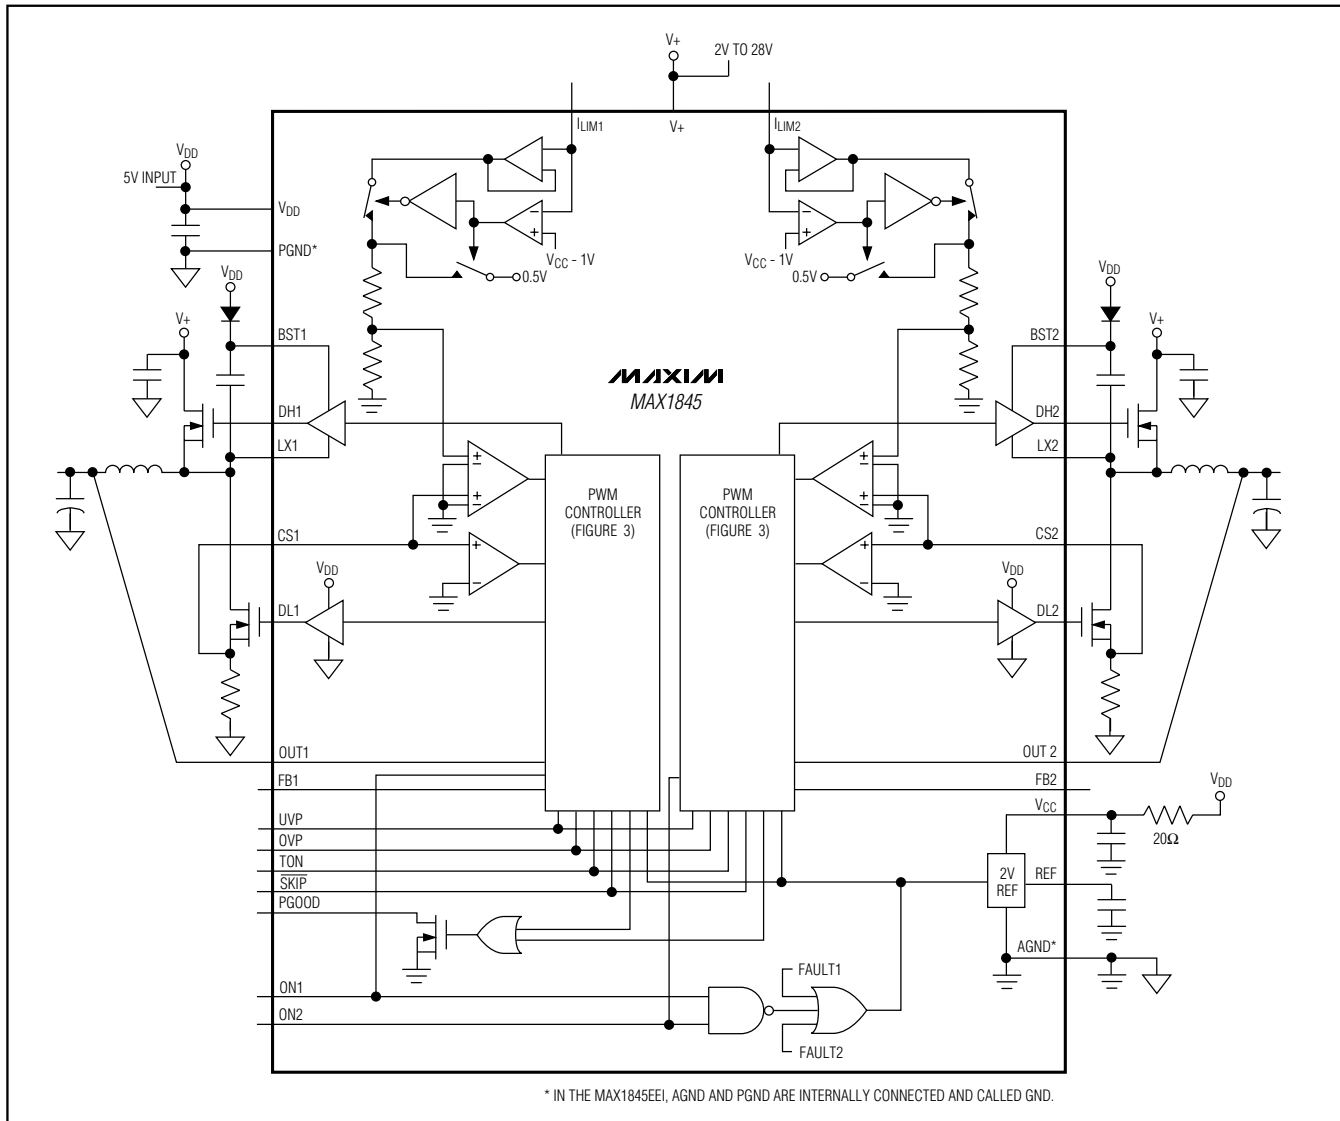 V+
2V TO 28V
V+
ILIM1
ILIM2
VDD
5V INPUT
VDD
PGND*
VCC - 1V
0.5V
VCC - 1V
0.5V
VDD
V+
BST1
DH1
LX1
VDD
V+
BST2
DH2
LX2
MAXIM
MAX1845
PWM
CONTROLLER
(FIGURE 3)
PWM
CONTROLLER
(FIGURE 3)
CS1
CS2
VDD
DL1
VDD
DL2
OUT1
FB1
OUT 2
FB2
UVP
OVP
TON
SKIP
PGOOD
VCC
VDD
20Ω
2V
REF
REF
AGND*
ON1
ON2
FAULT1
FAULT2
* IN THE MAX1845EEI, AGND AND PGND ARE INTERNALLY CONNECTED AND CALLED GND.